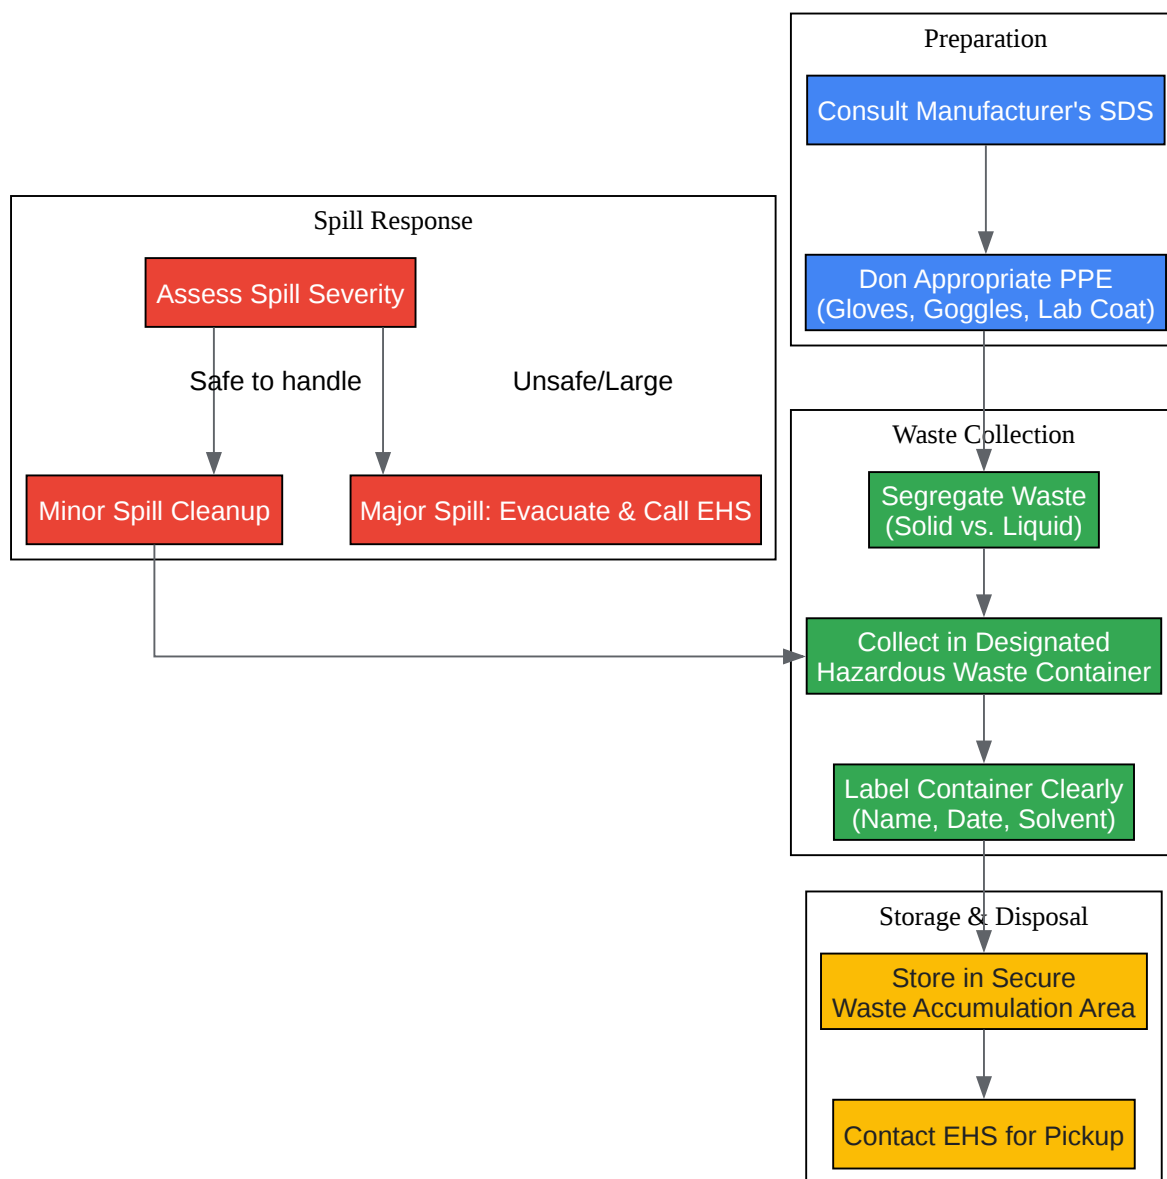 Preparation
Consult Manufacturer's SDS
Don Appropriate PPE
(Gloves, Goggles, Lab Coat)
Spill Response
Assess Spill Severity
Safe to handle
Unsafe/Large
Minor Spill Cleanup
Major Spill: Evacuate & Call EHS
Waste Collection
Segregate Waste
(Solid vs. Liquid)
Collect in Designated
Hazardous Waste Container
Label Container Clearly
(Name, Date, Solvent)
Storage & Disposal
Store in Secure
Waste Accumulation Area
Contact EHS for Pickup